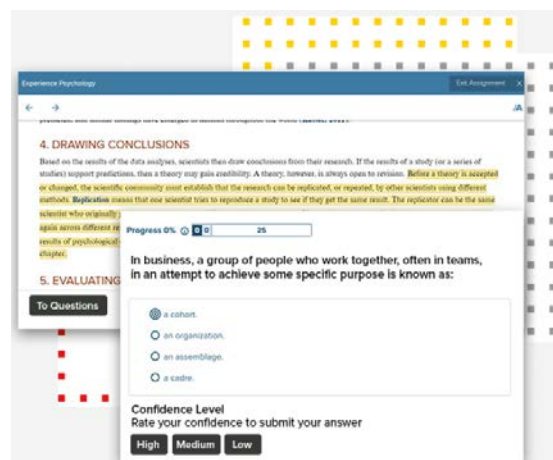 Experience Psychology
Exit Assignment
4. DRAWING CONCLUSIONS
Based on the results of the data analyses, scientists then draw conclusions from their research. If the results of a study (or a series of
studies) support predictions, then a theory may gain credibility. A theory, however, is always open to revision. Before a theory is accepted
or changed, the scientific community must establish that the research can be replicated, or repeated, by other scientists using different
methods. Replication means that one scientist tries to reproduce a study to see if they get the same result. The replicator can be the same
scientist who originally
again across different re
results of psychological
chapter.
5. EVALUATING
To Questions
Progress 0%
0 0 25
In business, a group of people who work together, often in teams,
in an attempt to achieve some specific purpose is known as:
a cohort.
an organization.
an assemblage.
a cadre.
Confidence Level
Rate your confidence to submit your answer
High Medium Low